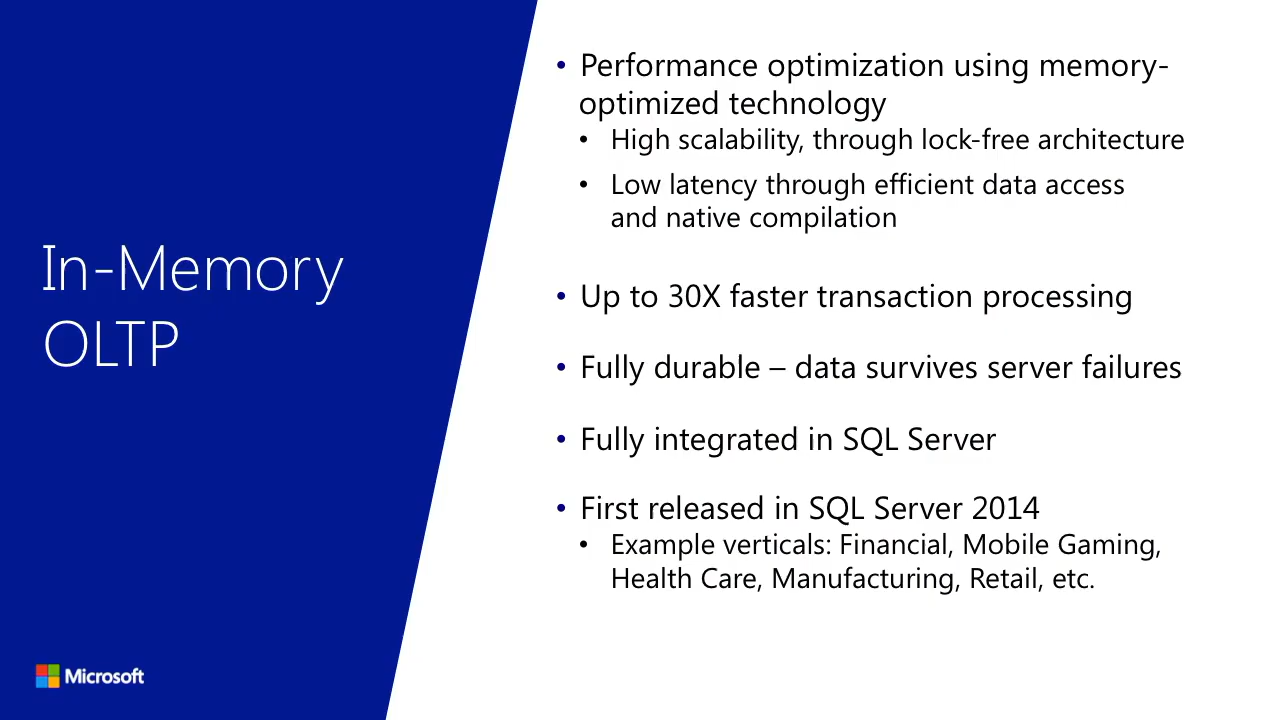 In-Memory
OLTP
• Performance optimization using memory-
optimized technology
• High scalability, through lock-free architecture
• Low latency through efficient data access
and native compilation
• Up to 30X faster transaction processing
• Fully durable – data survives server failures
• Fully integrated in SQL Server
• First released in SQL Server 2014
• Example verticals: Financial, Mobile Gaming,
Health Care, Manufacturing, Retail, etc.
Microsoft